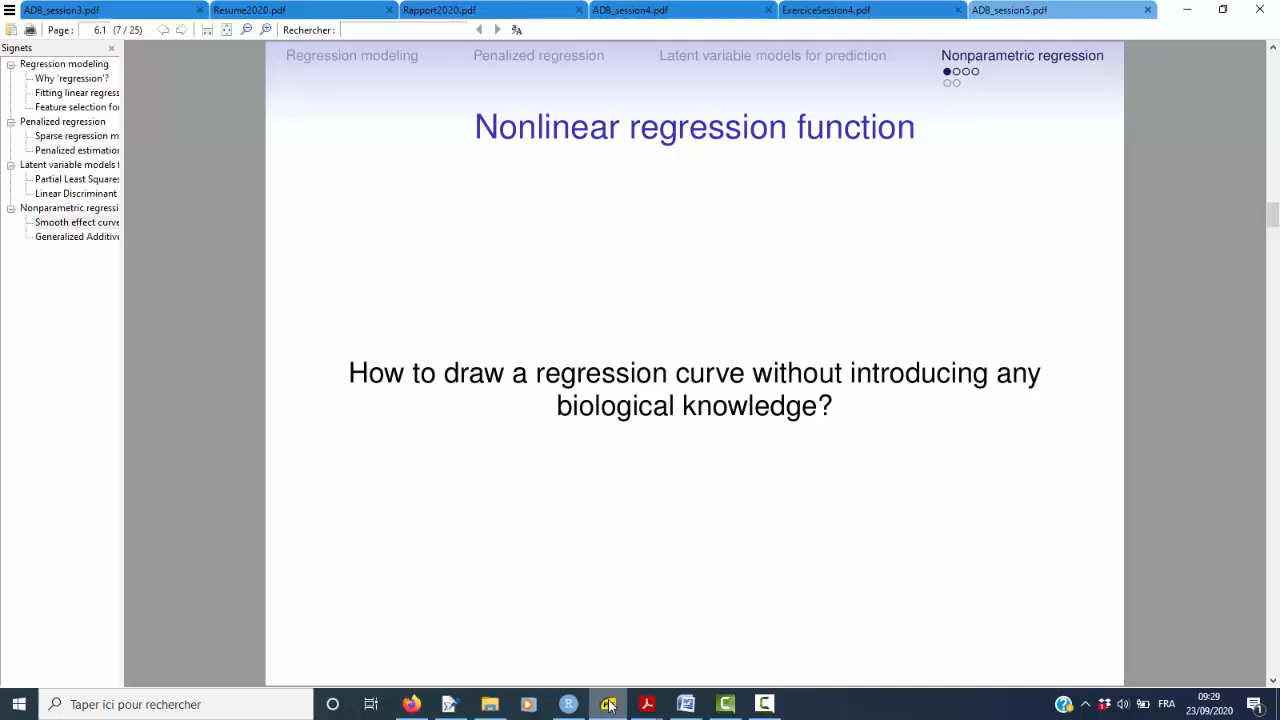 ADB_session3.pdf
Resume2020.pdf
Rapport2020.pdf
ADB_session4.pdf
ExerciceSession4.pdf
ADB_session5.pdf
Page :
6.1
(7 / 25)
Rechercher :
Signets
Regression modeling
Why 'regression'?
Fitting linear regress
Feature selection fo
Penalized regression
Sparse regression m
Penalized estimation
Latent variable models f
Partial Least Squares
Linear Discriminant
Nonparametric regressi
Smooth effect curve
Generalized Additive
Regression modeling
Penalized regression
Latent variable models for prediction
Nonparametric regression
Nonlinear regression function
How to draw a regression curve without introducing any
biological knowledge?
Taper ici pour rechercher
FRA
09:29
23/09/2020